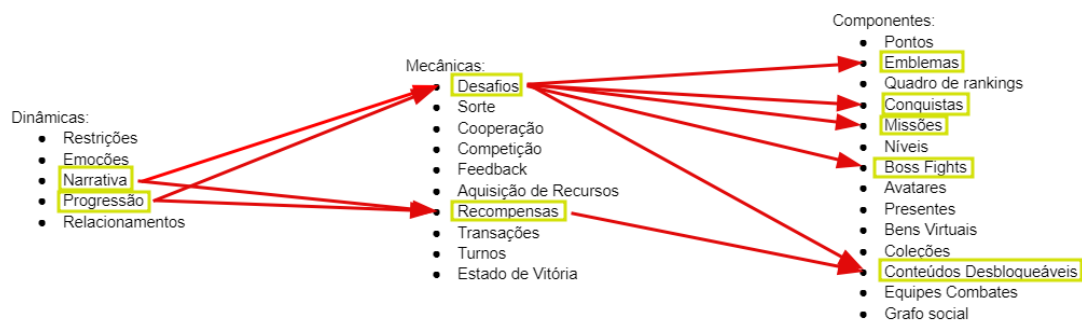 Dinâmicas:
Restrições
Emocões
Narrativa
Progressão
Relacionamentos
Mecânicas:
Desafios
Sorte
Cooperação
Competição
Feedback
Aquisição de Recursos
Recompensas
Transações
Turnos
Estado de Vitória
Componentes:
Pontos
Emblemas
Quadro de rankings
Conquistas
Missões
Níveis
Boss Fights
Avatares
Presentes
Bens Virtuais
Coleções
Conteúdos Desbloqueáveis
Equipes Combates
Grafo social